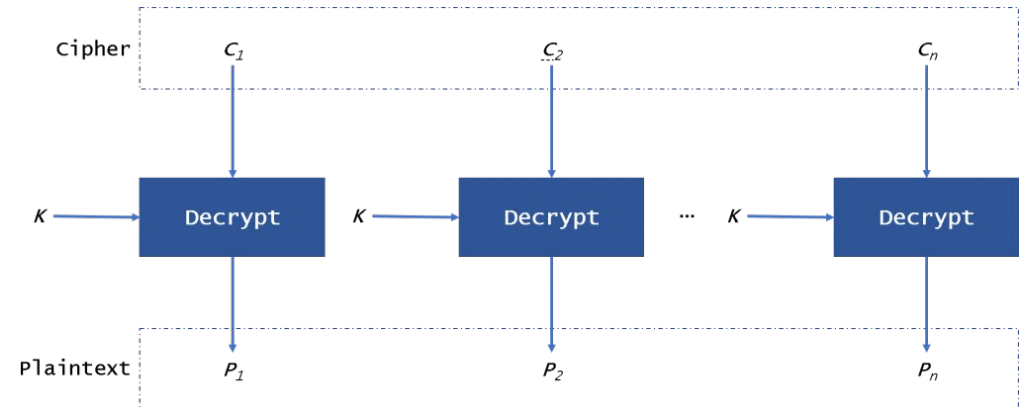 Cipher C1 C2 Cn
K Decrypt K Decrypt ... K Decrypt
Plaintext P1 P2 Pn